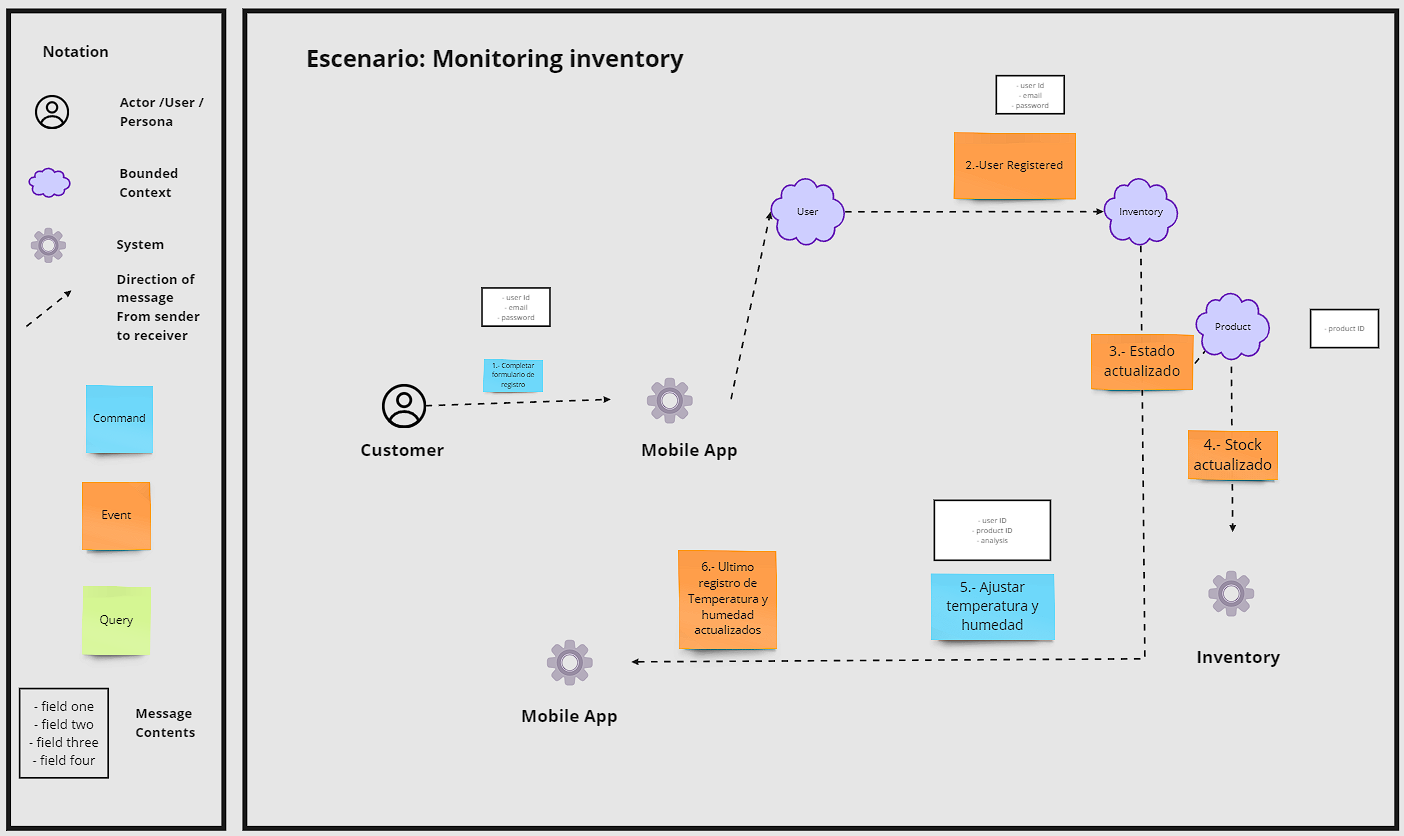 Notation
Actor /User /
Persona
Bounded
Context
System
Direction of
message
From sender
to receiver
Command
Event
Query
- field one
- field two
- field three
- field four
Message
Contents
Escenario: Monitoring inventory
- user Id
- email
- password
2.-User Registered
User
Inventory
- user Id
- email
- password
1.- Completar
formulario de
registro
Customer
Mobile App
Product
- product ID
3.- Estado
actualizado
4.- Stock
actualizado
- user ID
- product ID
- analysis
5.- Ajustar
temperatura y
humedad
6.- Ultimo
registro de
Temperatura y
humedad
actualizados
Inventory
Mobile App